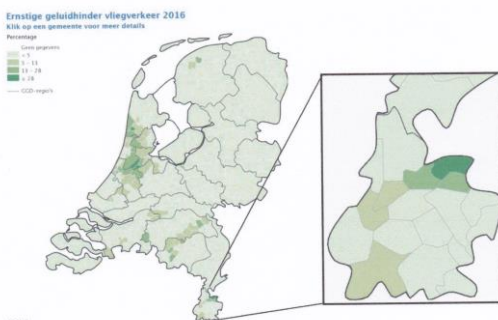 Ernstige geluidhinder vliegverkeer 2016
Klik op een gemeente voor meer details
Percentage
Geen gegevens
< 5
GGD-regio's